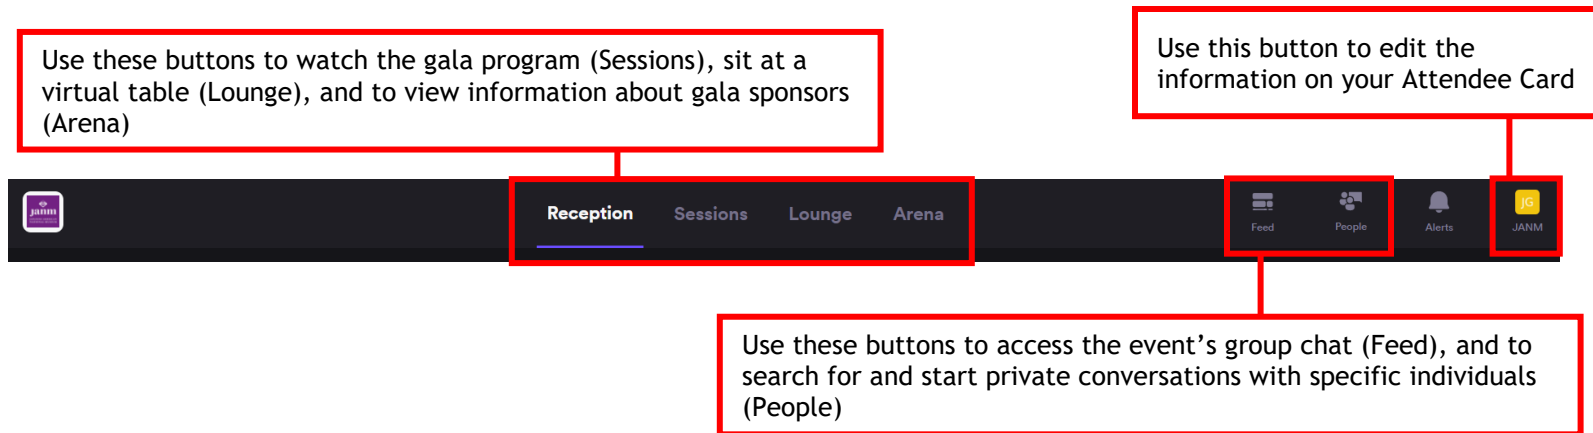 Use these buttons to watch the gala program (Sessions), sit at a
virtual table (Lounge), and to view information about gala sponsors
(Arena)
Use this button to edit the
information on your Attendee Card
janm
Reception Sessions Lounge Arena
JG
Feed People Alerts JANM
Use these buttons to access the event’s group chat (Feed), and to
search for and start private conversations with specific individuals
(People)